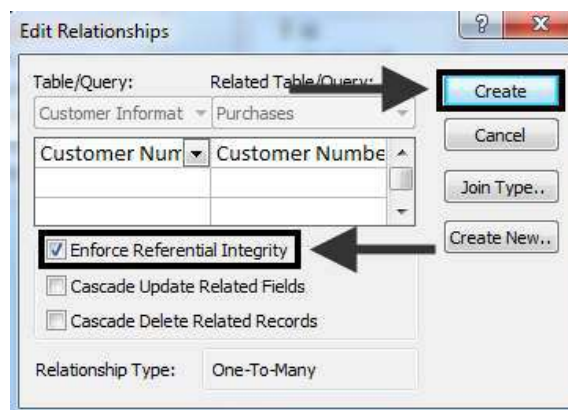 Edit Relationships
Table/Query: Related Table/Query:
Create
Customer Informat Purchases
Cancel
Customer Num Customer Numbe
Join Type..
Create New..
Enforce Referential Integrity
Cascade Update Related Fields
Cascade Delete Related Records
Relationship Type: One-To-Many